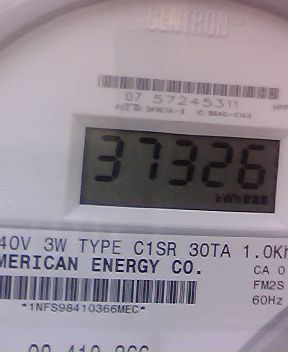 CENTRON
07 57245311
37326
kWh
40V 3W TYPE C1SR 30TA 1.0Kh
MERICAN ENERGY CO.
CA 0
FM2S
60Hz
*1NFS98410366MEC*